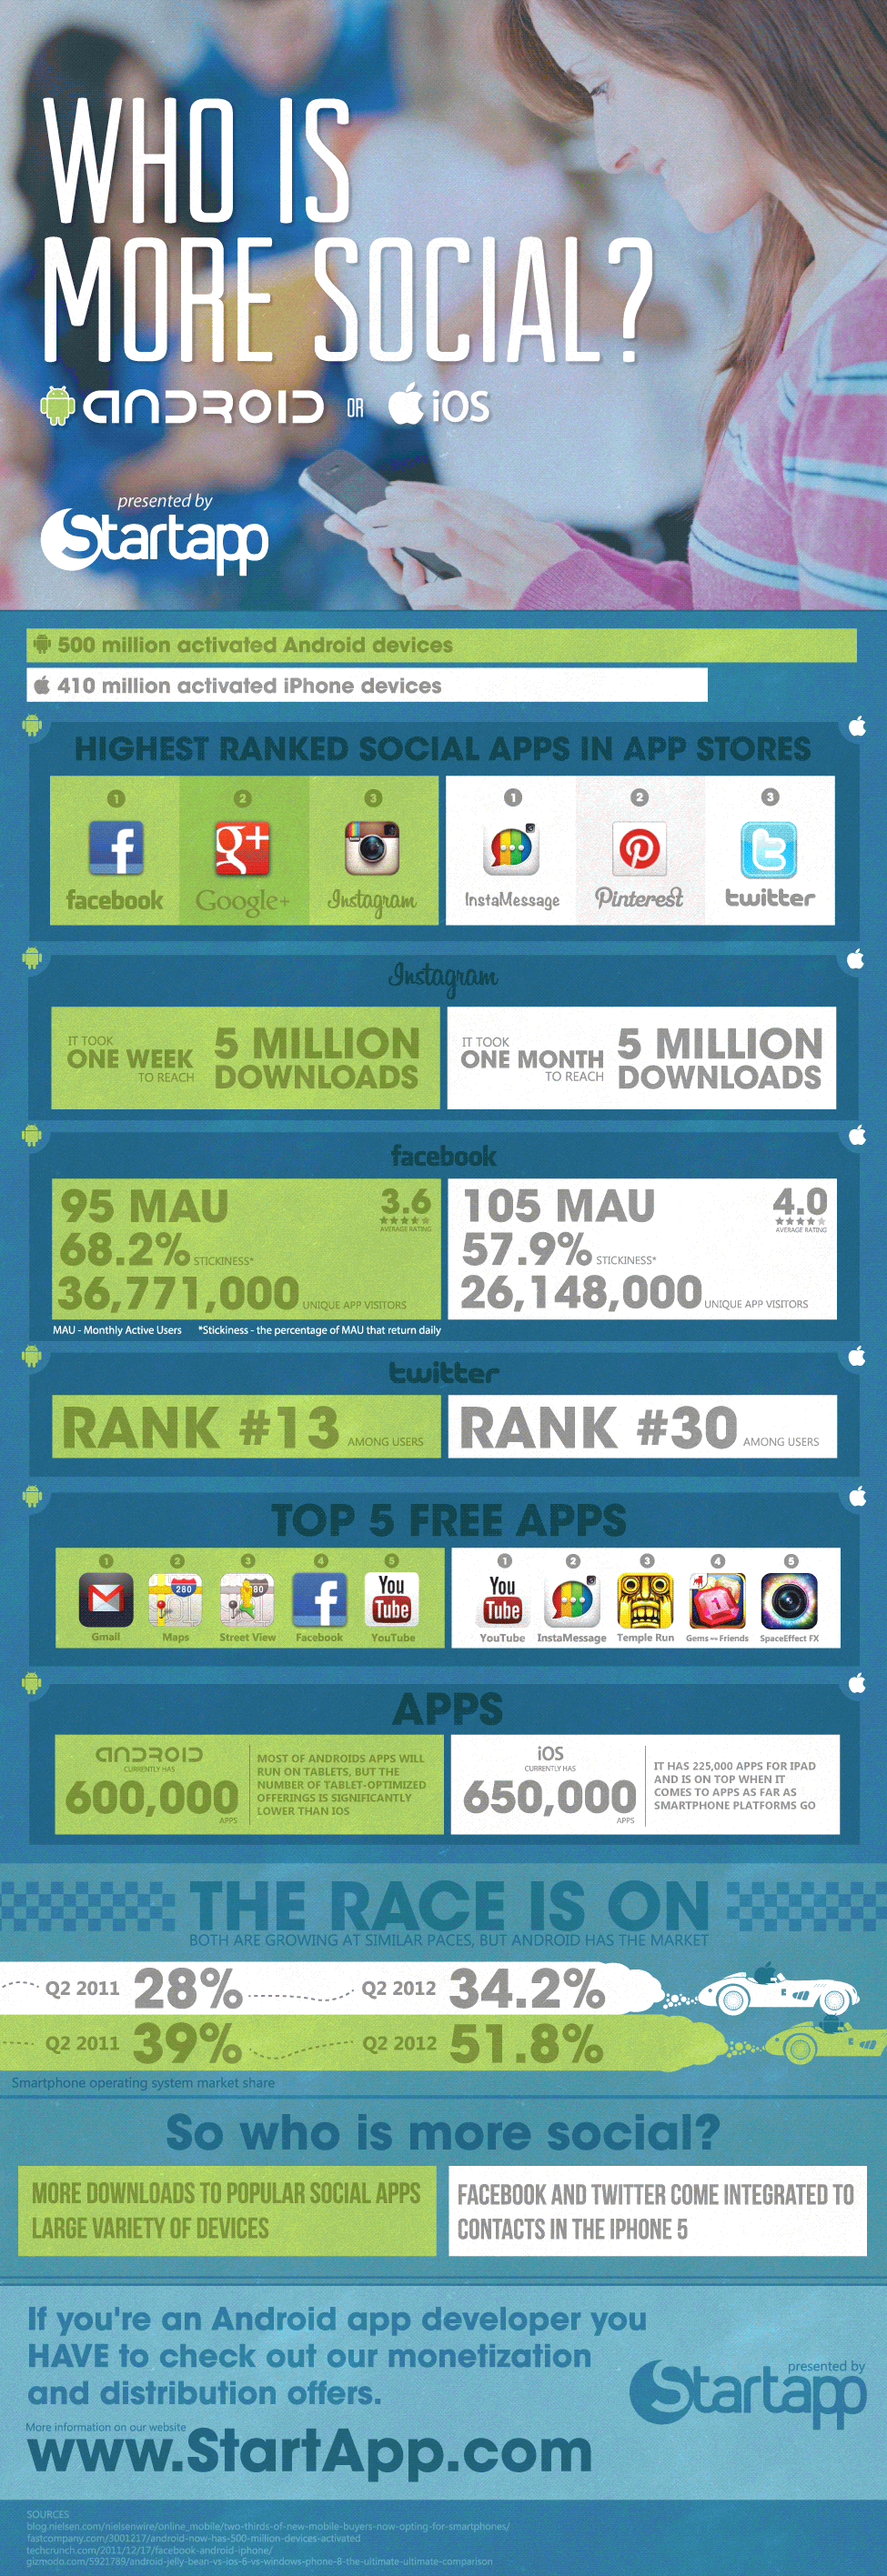 WHO IS
MORE SOCIAL?
ANDROID OR iOS
presented by
Startapp
500 million activated Android devices
410 million activated iPhone devices
HIGHEST RANKED SOCIAL APPS IN APP STORES
1 2 3 1 2 3
facebook Google+ Instagram InstaMessage Pinterest twitter
Instagram
IT TOOK
ONE WEEK
TO REACH
5 MILLION
DOWNLOADS
IT TOOK
ONE MONTH
TO REACH
5 MILLION
DOWNLOADS
facebook
95 MAU
3.6
AVERAGE RATING
68.2% STICKINESS*
36,771,000 UNIQUE APP VISITORS
105 MAU
4.0
AVERAGE RATING
57.9% STICKINESS*
26,148,000 UNIQUE APP VISITORS
MAU - Monthly Active Users *Stickiness - the percentage of MAU that return daily
twitter
RANK #13 AMONG USERS
RANK #30 AMONG USERS
TOP 5 FREE APPS
1 2 3 4 5
280 80 You Tube
Gmail Maps Street View Facebook YouTube
1 2 3 4 5
You Tube 1
YouTube InstaMessage Temple Run Gems with Friends SpaceEffect FX
APPS
ANDROID
CURRENTLY HAS
600,000
APPS
MOST OF ANDROIDS APPS WILL
RUN ON TABLETS, BUT THE
NUMBER OF TABLET-OPTIMIZED
OFFERINGS IS SIGNIFICANTLY
LOWER THAN IOS
iOS
CURRENTLY HAS
650,000
APPS
IT HAS 225,000 APPS FOR IPAD
AND IS ON TOP WHEN IT
COMES TO APPS AS FAR AS
SMARTPHONE PLATFORMS GO
THE RACE IS ON
BOTH ARE GROWING AT SIMILAR PACES, BUT ANDROID HAS THE MARKET
Q2 2011 28% Q2 2012 34.2%
Q2 2011 39% Q2 2012 51.8%
Smartphone operating system market share
So who is more social?
MORE DOWNLOADS TO POPULAR SOCIAL APPS
LARGE VARIETY OF DEVICES
FACEBOOK AND TWITTER COME INTEGRATED TO
CONTACTS IN THE IPHONE 5
If you're an Android app developer you
HAVE to check out our monetization
and distribution offers.
presented by
Startapp
More information on our website
www.StartApp.com
SOURCES
blog.nielsen.com/nielsenwire/online_mobile/two-thirds-of-new-mobile-buyers-now-opting-for-smartphones/
fastcompany.com/3001217/android-now-has-500-million-devices-activated
techcrunch.com/2011/12/17/facebook-android-iphone/
gizmodo.com/5921789/android-jelly-bean-vs-ios-6-vs-windows-phone-8-the-ultimate-ultimate-comparison